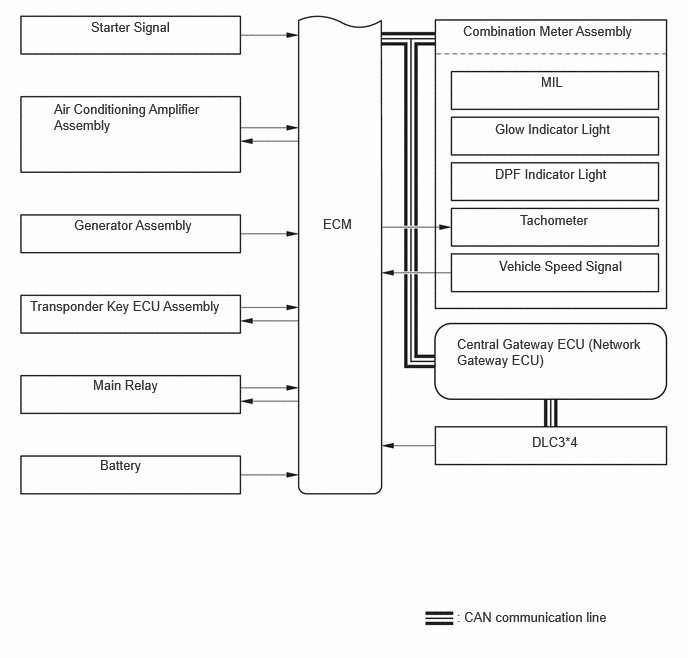 Starter Signal
Air Conditioning Amplifier
Assembly
Generator Assembly
Transponder Key ECU Assembly
Main Relay
Battery
ECM
Combination Meter Assembly
MIL
Glow Indicator Light
DPF Indicator Light
Tachometer
Vehicle Speed Signal
Central Gateway ECU (Network
Gateway ECU)
DLC3*4
: CAN communication line